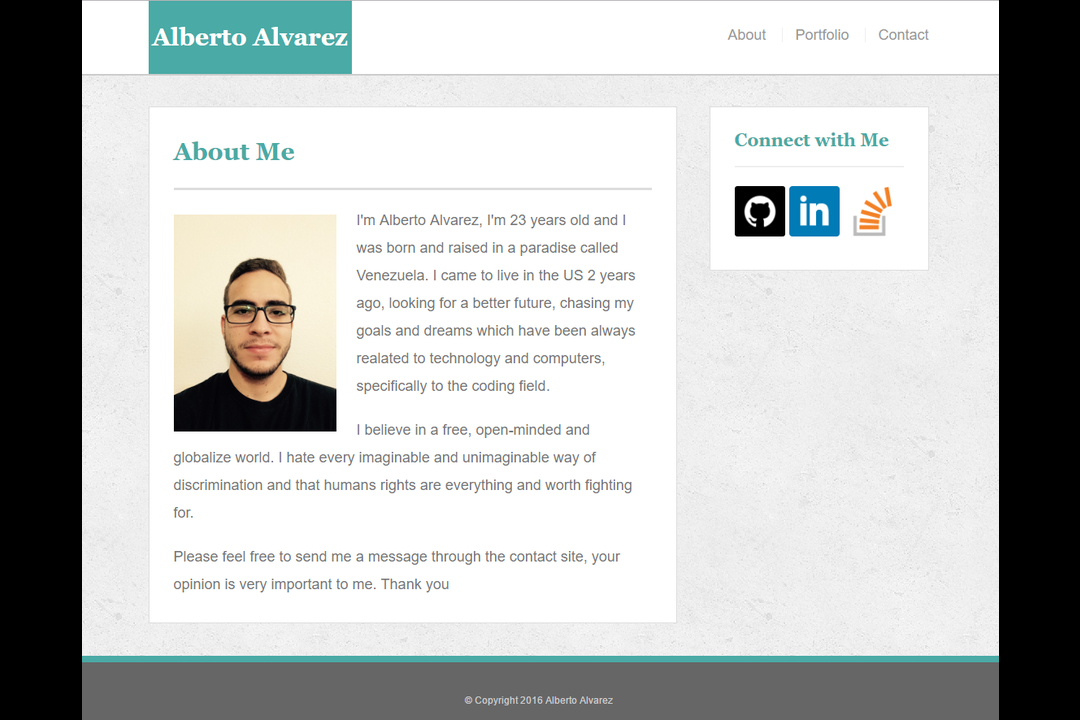 Alberto Alvarez
About
Portfolio
Contact
About Me
I'm Alberto Alvarez, I'm 23 years old and I
was born and raised in a paradise called
Venezuela. I came to live in the US 2 years
ago, looking for a better future, chasing my
goals and dreams which have been always
realated to technology and computers,
specifically to the coding field.
I believe in a free, open-minded and
globalize world. I hate every imaginable and unimaginable way of
discrimination and that humans rights are everything and worth fighting
for.
Please feel free to send me a message through the contact site, your
opinion is very important to me. Thank you
Connect with Me
in
© Copyright 2016 Alberto Alvarez